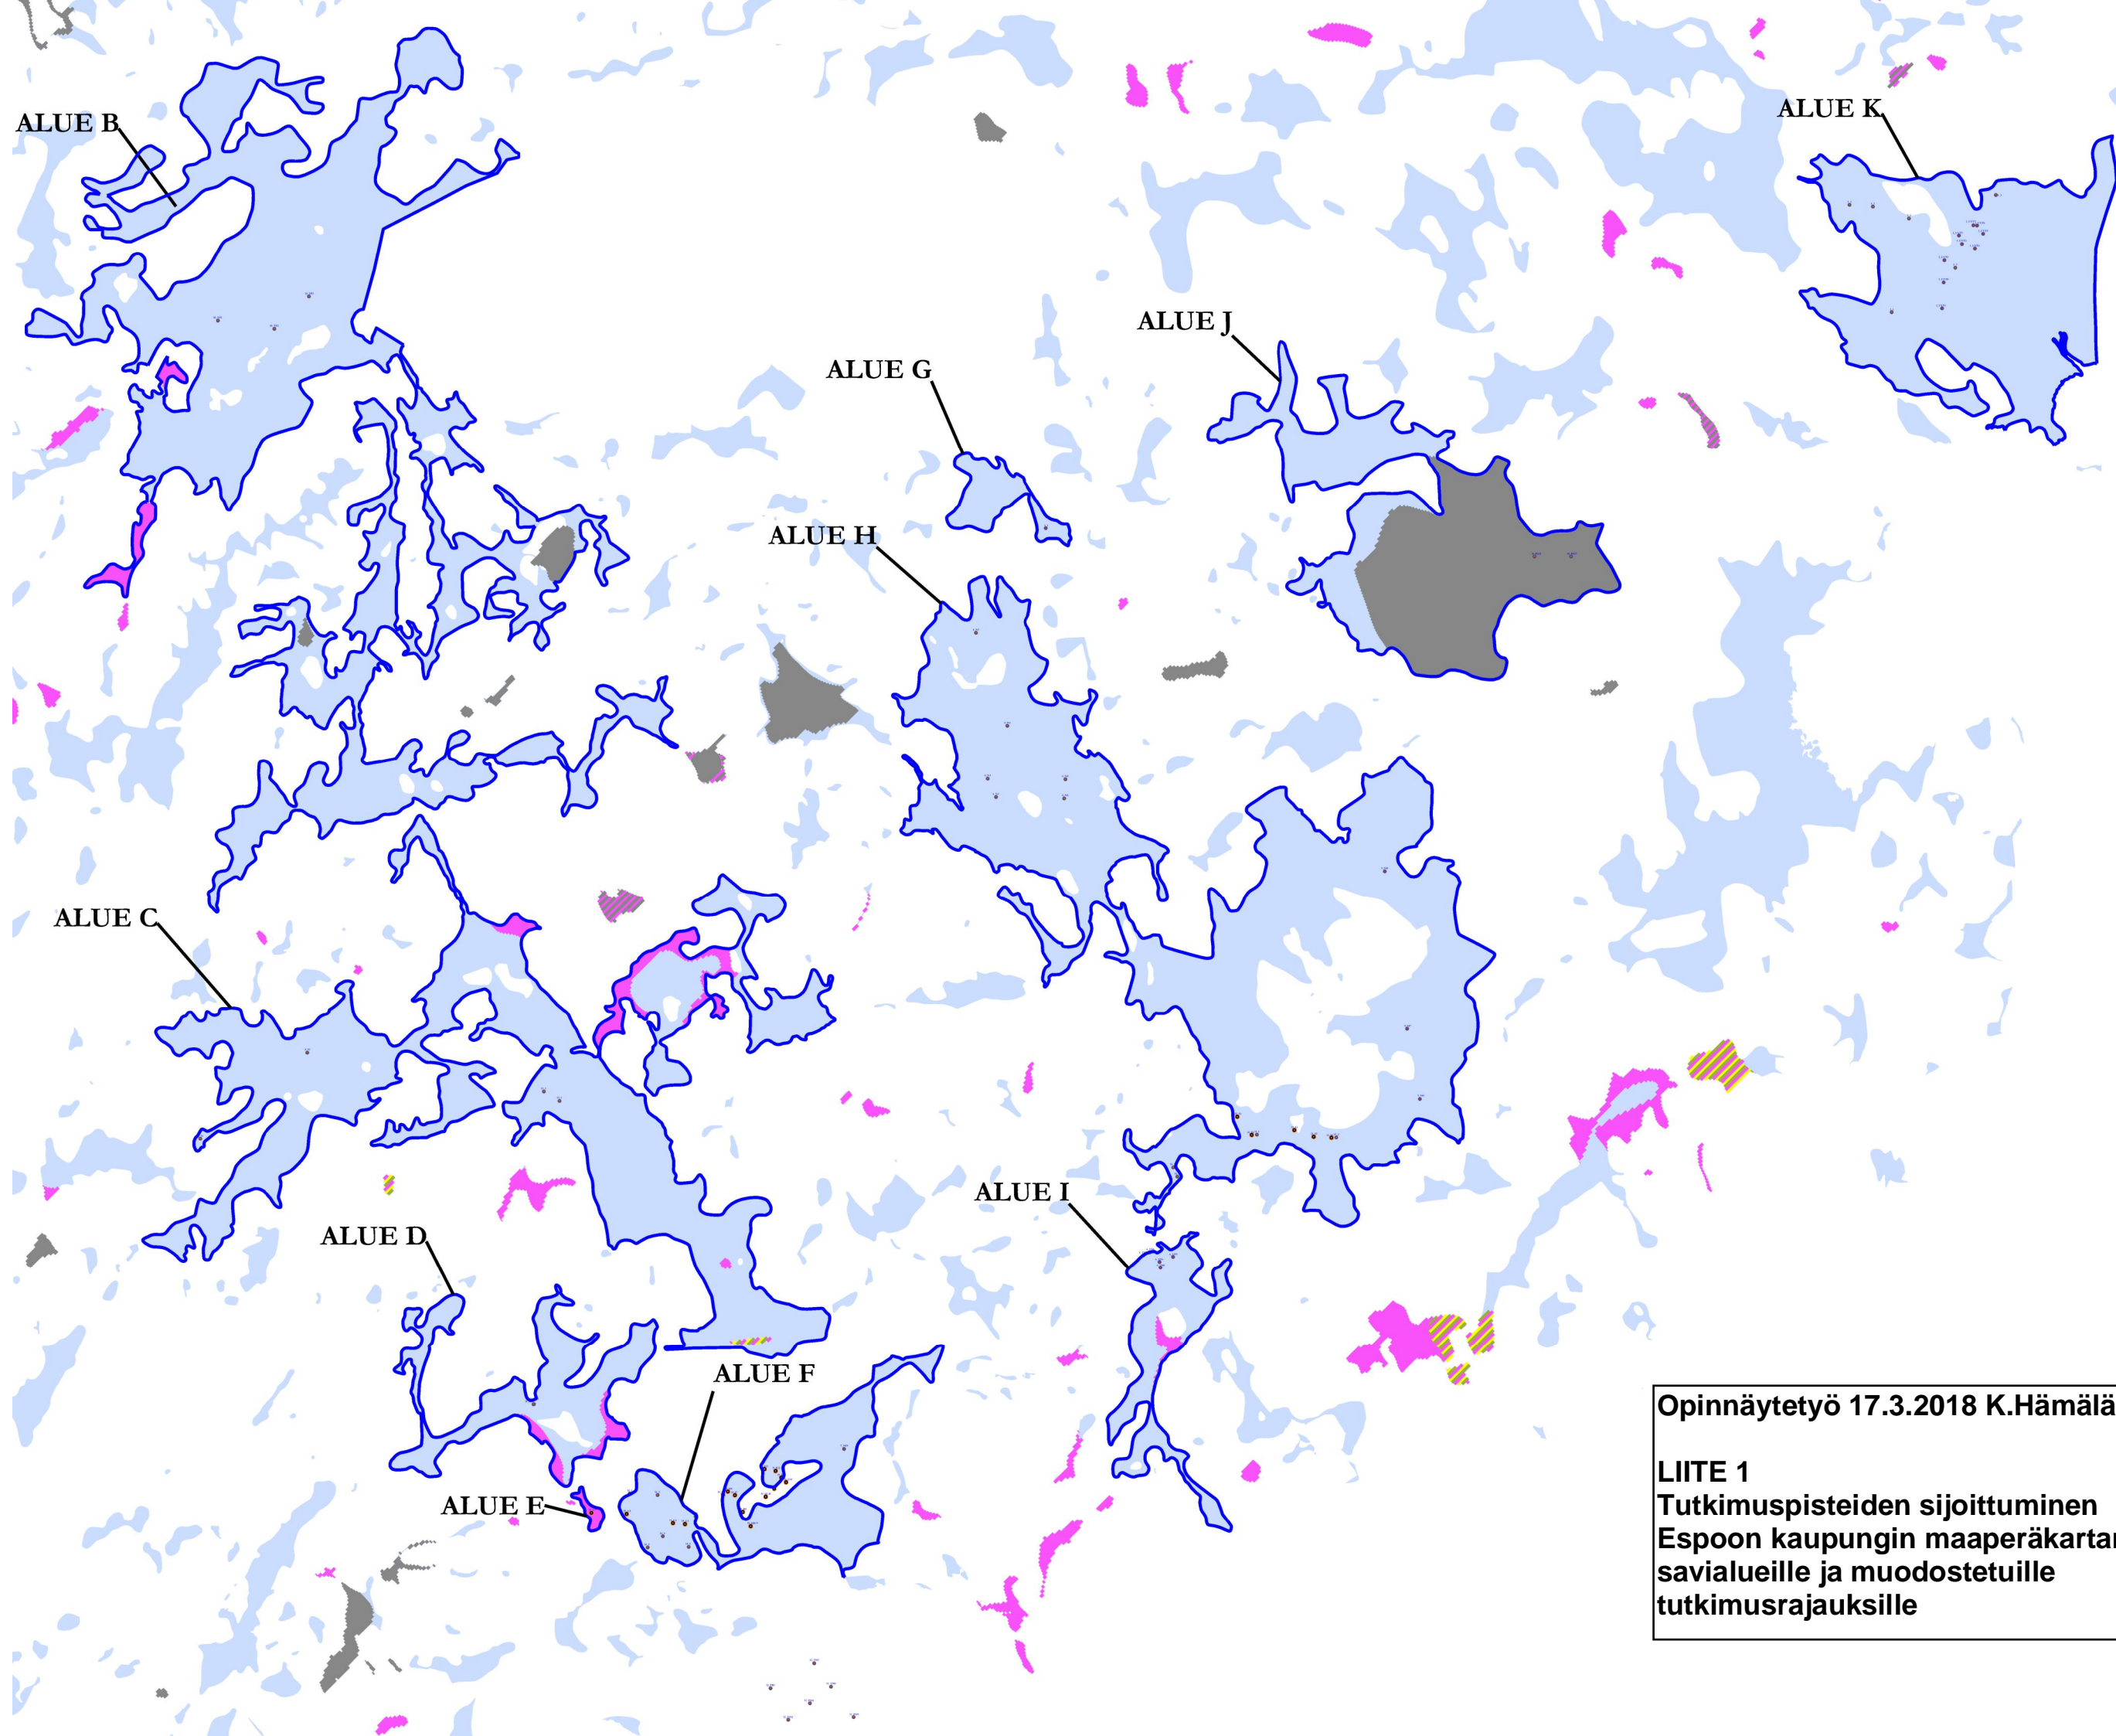 ALUE B
ALUE K
ALUE J
ALUE G
ALUE H
ALUE C
ALUE I
ALUE D
ALUE F
ALUE E
Opinnäytetyö 17.3.2018 K.Hämälä
LIITE 1
Tutkimuspisteiden sijoittuminen
Espoon kaupungin maaperäkartan
savialueille ja muodostetuille
tutkimusrajauksille